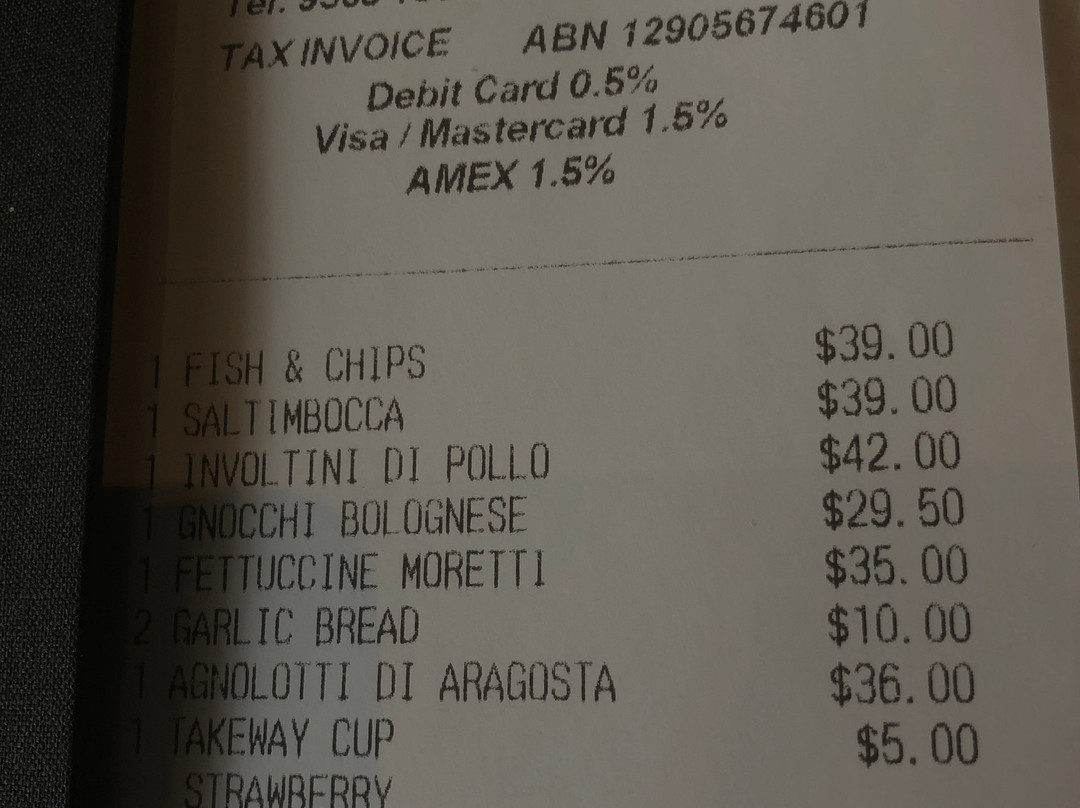 TAX INVOICE ABN 12905674601
Debit Card 0.5%
Visa / Mastercard 1.5%
AMEX 1.5%
1 FISH & CHIPS $39.00
1 SALTIMBOCCA $39.00
1 INVOLTINI DI POLLO $42.00
1 GNOCCHI BOLOGNESE $29.50
1 FETTUCCINE MORETTI $35.00
2 GARLIC BREAD $10.00
1 AGNOLOTTI DI ARAGOSTA $36.00
1 TAKEWAY CUP $5.00
STRAWBERRY